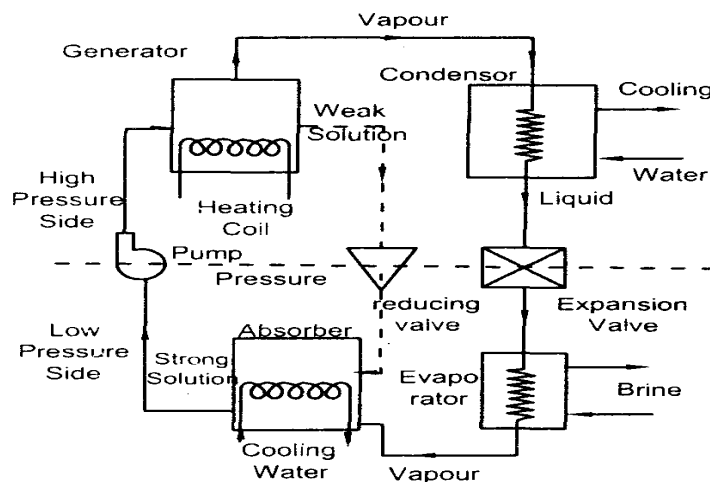 Vapour
Generator
Condensor
Cooling
Weak
Solution
Water
High
Pressure
Side
Heating
Coil
Liquid
Pump
Pressure
reducing
valve
Expansion
Valve
Low
Pressure
Side
Absorber
Strong
Solution
Evapo
rator
Brine
Cooling
Water
Vapour